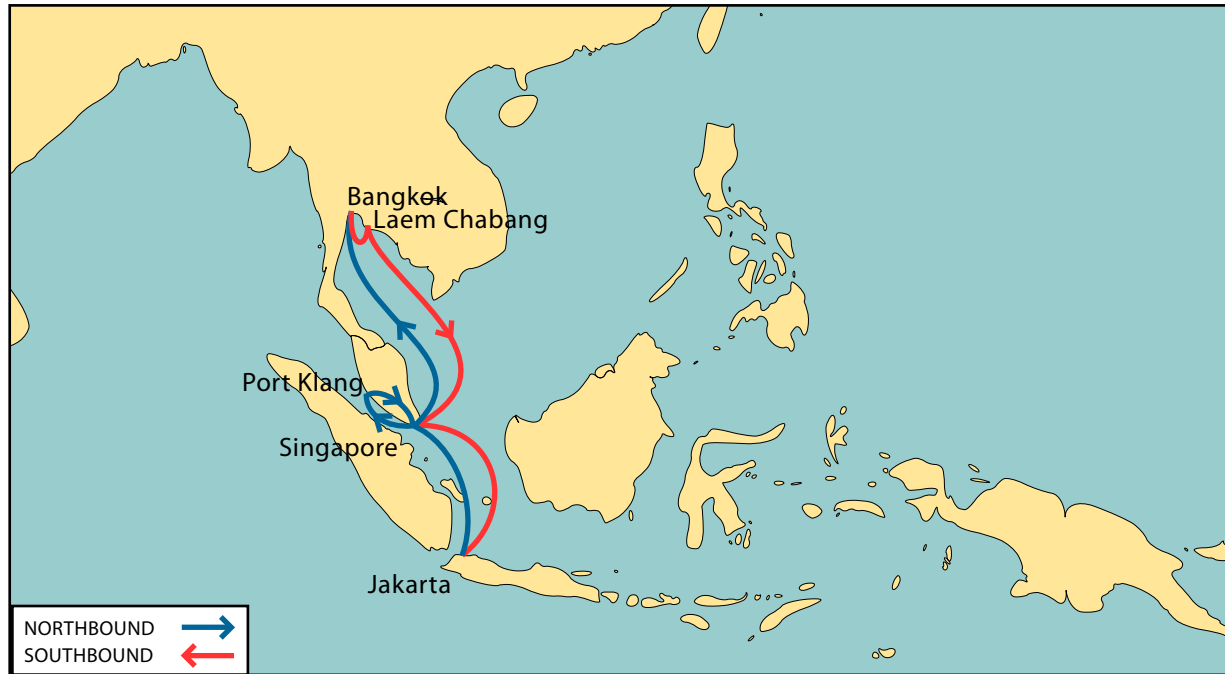 Bangkok
Laem Chabang
Port Klang
Singapore
Jakarta
NORTHBOUND
SOUTHBOUND